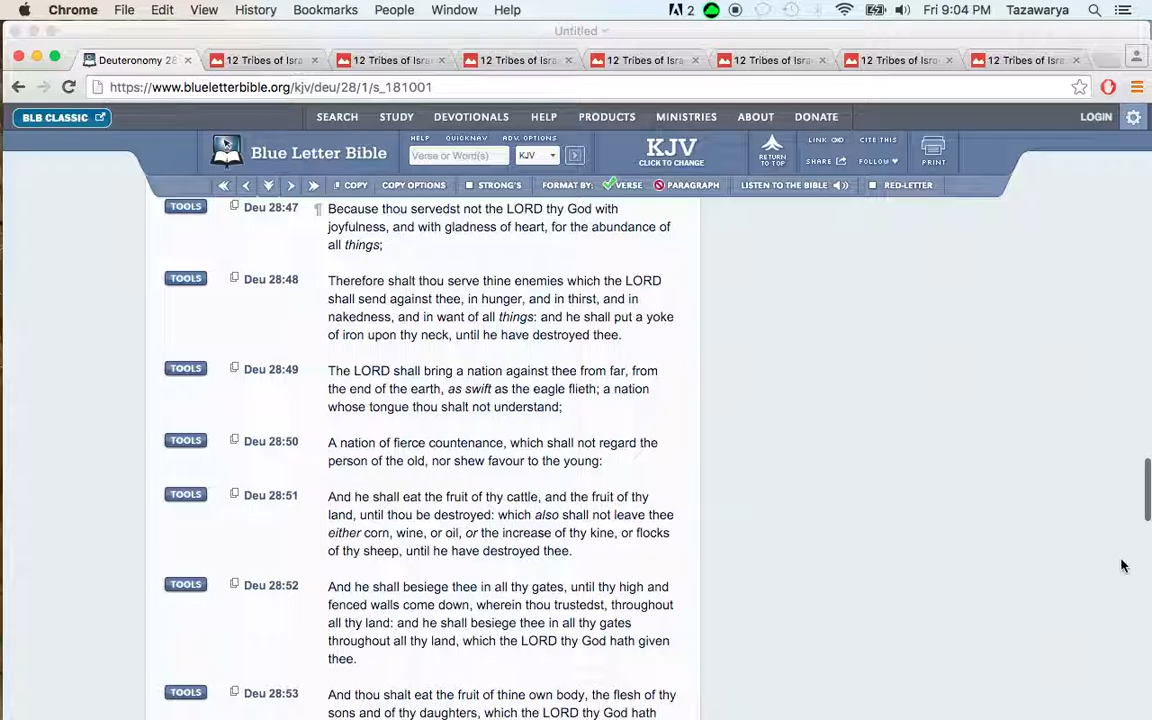 Chrome File Edit View History Bookmarks People Window Help 2 Fri 9:04 PM Tazawarya
Untitled
Deuteronomy 28 12 Tribes of Isra 12 Tribes of Isra 12 Tribes of Isra 12 Tribes of Isra 12 Tribes of Isra 12 Tribes of Isra 12 Tribes of Isra
https://www.blueletterbible.org/kjv/deu/28/1/s_181001
BLB CLASSIC SEARCH STUDY DEVOTIONALS HELP PRODUCTS MINISTRIES ABOUT DONATE LOGIN
HELP QUICKNAV ADV. OPTIONS
Blue Letter Bible Verse or Word(s) KJV
KJV
CLICK TO CHANGE
RETURN TO TOP
LINK CITE THIS
SHARE FOLLOW
PRINT
COPY COPY OPTIONS STRONG'S FORMAT BY: VERSE PARAGRAPH LISTEN TO THE BIBLE RED-LETTER
TOOLS Deu 28:47 ¶ Because thou servedst not the LORD thy God with
joyfulness, and with gladness of heart, for the abundance of
all things;
TOOLS Deu 28:48 Therefore shalt thou serve thine enemies which the LORD
shall send against thee, in hunger, and in thirst, and in
nakedness, and in want of all things: and he shall put a yoke
of iron upon thy neck, until he have destroyed thee.
TOOLS Deu 28:49 The LORD shall bring a nation against thee from far, from
the end of the earth, as swift as the eagle flieth; a nation
whose tongue thou shalt not understand;
TOOLS Deu 28:50 A nation of fierce countenance, which shall not regard the
person of the old, nor shew favour to the young:
TOOLS Deu 28:51 And he shall eat the fruit of thy cattle, and the fruit of thy
land, until thou be destroyed: which also shall not leave thee
either corn, wine, or oil, or the increase of thy kine, or flocks
of thy sheep, until he have destroyed thee.
TOOLS Deu 28:52 And he shall besiege thee in all thy gates, until thy high and
fenced walls come down, wherein thou trustedst, throughout
all thy land: and he shall besiege thee in all thy gates
throughout all thy land, which the LORD thy God hath given
thee.
TOOLS Deu 28:53 And thou shalt eat the fruit of thine own body, the flesh of thy
sons and of thy daughters, which the LORD thy God hath